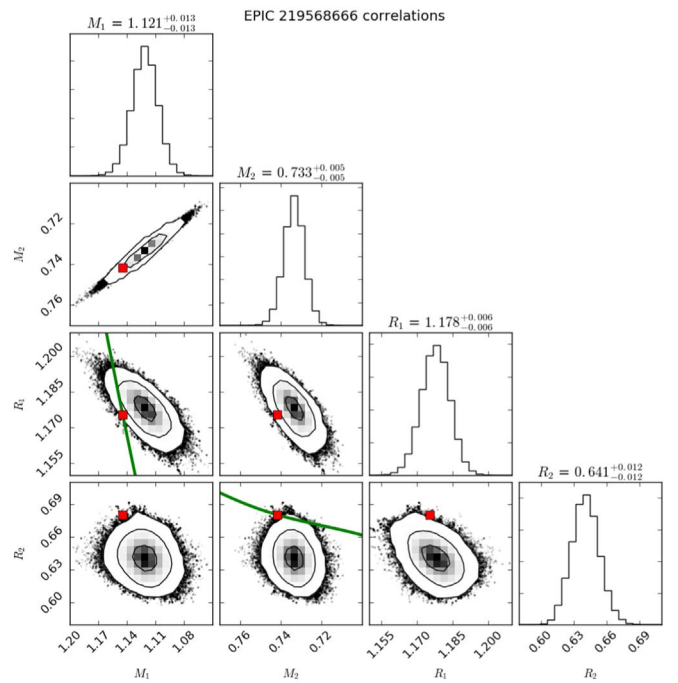 EPIC 219568666 correlations
M₁ = 1.121⁺⁰·⁰¹³₋₀.₀₁₃
M₂ = 0.733⁺⁰·⁰⁰⁵₋₀.₀₀₅
0.72
0.74
0.76
M₂
R₁ = 1.178⁺⁰·⁰⁰⁶₋₀.₀₀₆
1.200
1.185
1.170
1.155
R₁
R₂ = 0.641⁺⁰·⁰¹²₋₀.₀₁₂
0.69
0.66
0.63
0.60
R₂
1.20 1.17 1.14 1.11 1.08 0.76 0.74 0.72 1.155 1.170 1.185 1.200 0.60 0.63 0.66 0.69
M₁ M₂ R₁ R₂